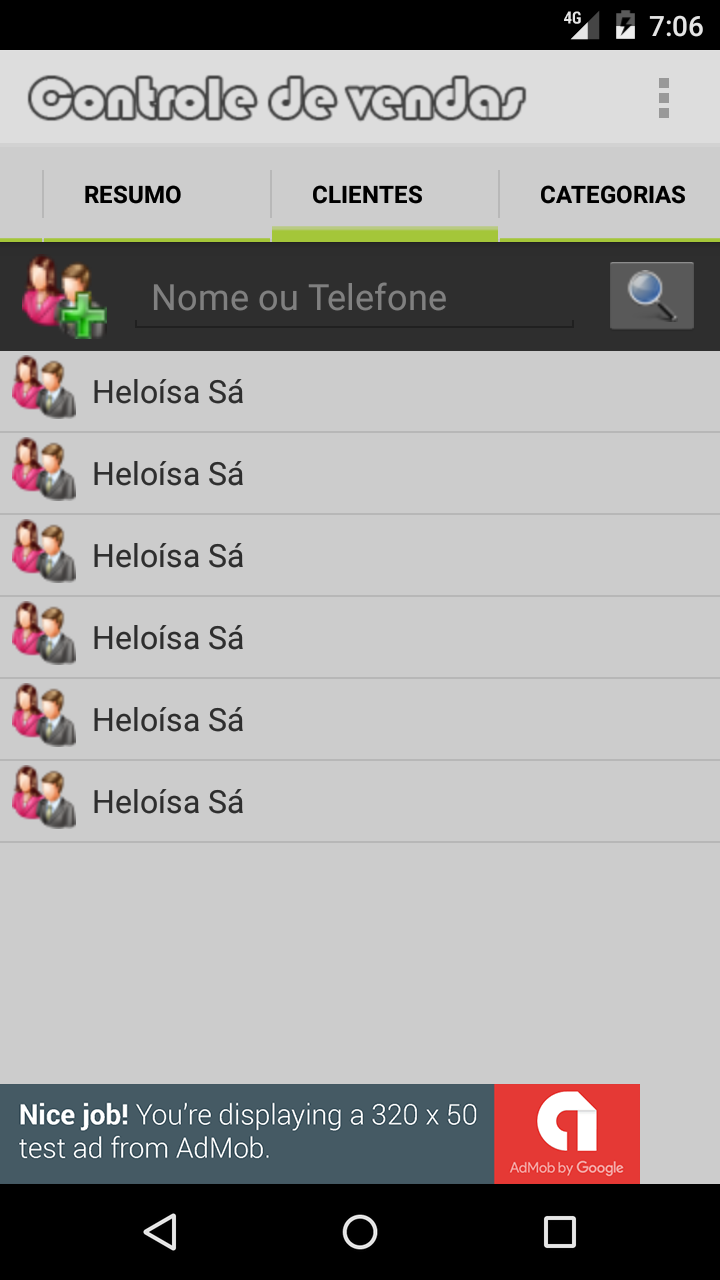 4G 7:06
Controle de vendas
RESUMO CLIENTES CATEGORIAS
Nome ou Telefone
Heloísa Sá
Heloísa Sá
Heloísa Sá
Heloísa Sá
Heloísa Sá
Heloísa Sá
Nice job! You're displaying a 320 x 50
test ad from AdMob.
AdMob by Google